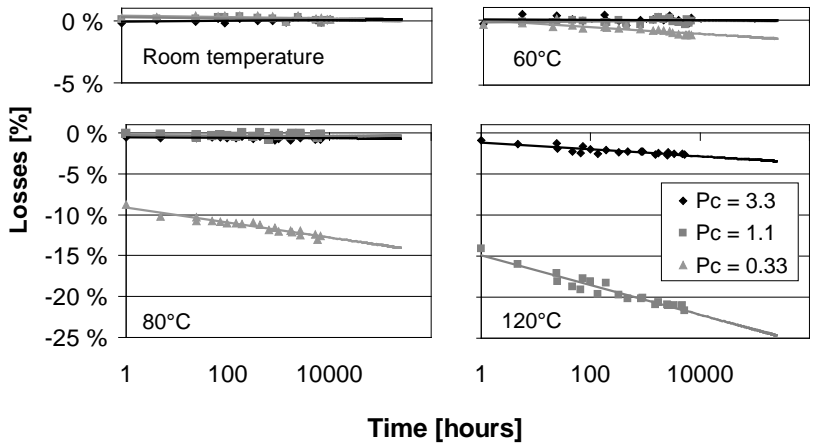 0 %
-5 %
Room temperature
60°C
Losses [%]
0 %
-5 %
-10 %
-15 %
-20 %
-25 %
80°C
120°C
Pc = 3.3
Pc = 1.1
Pc = 0.33
1 100 10000
1 100 10000
Time [hours]